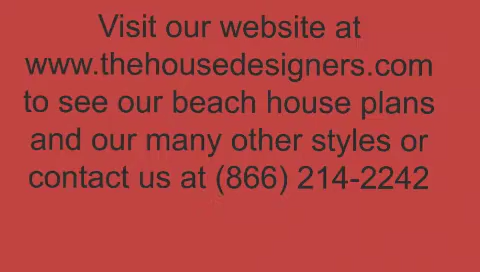 Visit our website at
www.thehousedesigners.com
to see our beach house plans
and our many other styles or
contact us at (866) 214-2242